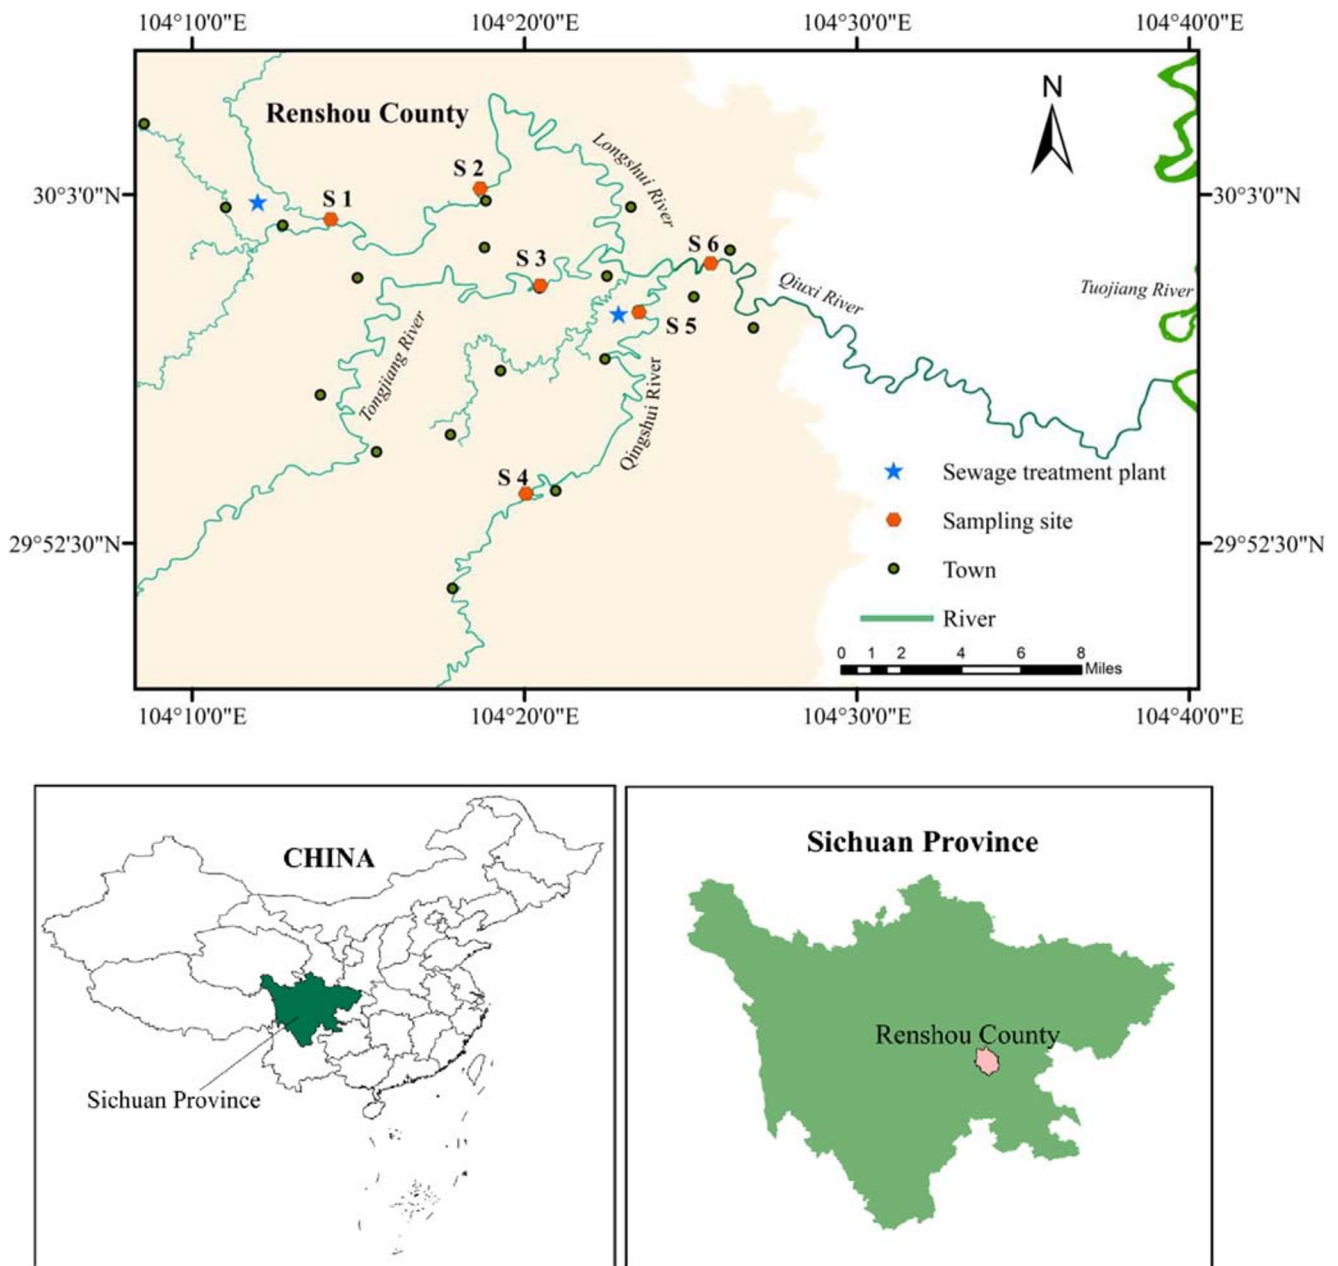 104°10'0"E 104°20'0"E 104°30'0"E 104°40'0"E
N
Renshou County
Longshui River
S 2
30°3'0"N 30°3'0"N
S 1
S 6
S 3
Qiuxi River
Tuojiang River
S 5
Tongjiang River
Qingshui River
S 4
Sewage treatment plant
Sampling site
29°52'30"N 29°52'30"N
Town
River
0 1 2 4 6 8
Miles
104°10'0"E 104°20'0"E 104°30'0"E 104°40'0"E
CHINA
Sichuan Province
Sichuan Province
Renshou County